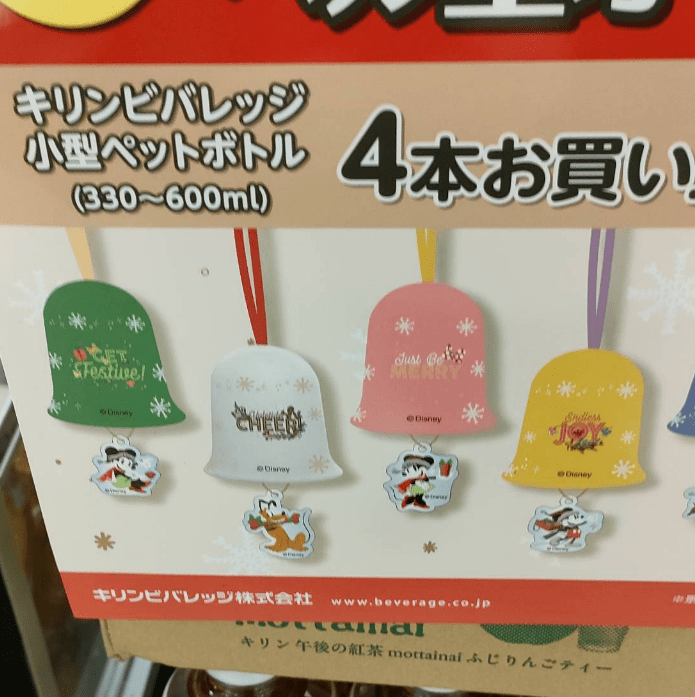 キリンビバレッジ
小型ペットボトル
(330～600ml)
4本お買い
GET
Festive!
©Disney
CHEER
©Disney
Just Be
MERRY
©Disney
Endless
JOY
©Disney
キリンビバレッジ株式会社 www.beverage.co.jp
mottainai
キリン 午後の紅茶 mottainai ふじりんごティー